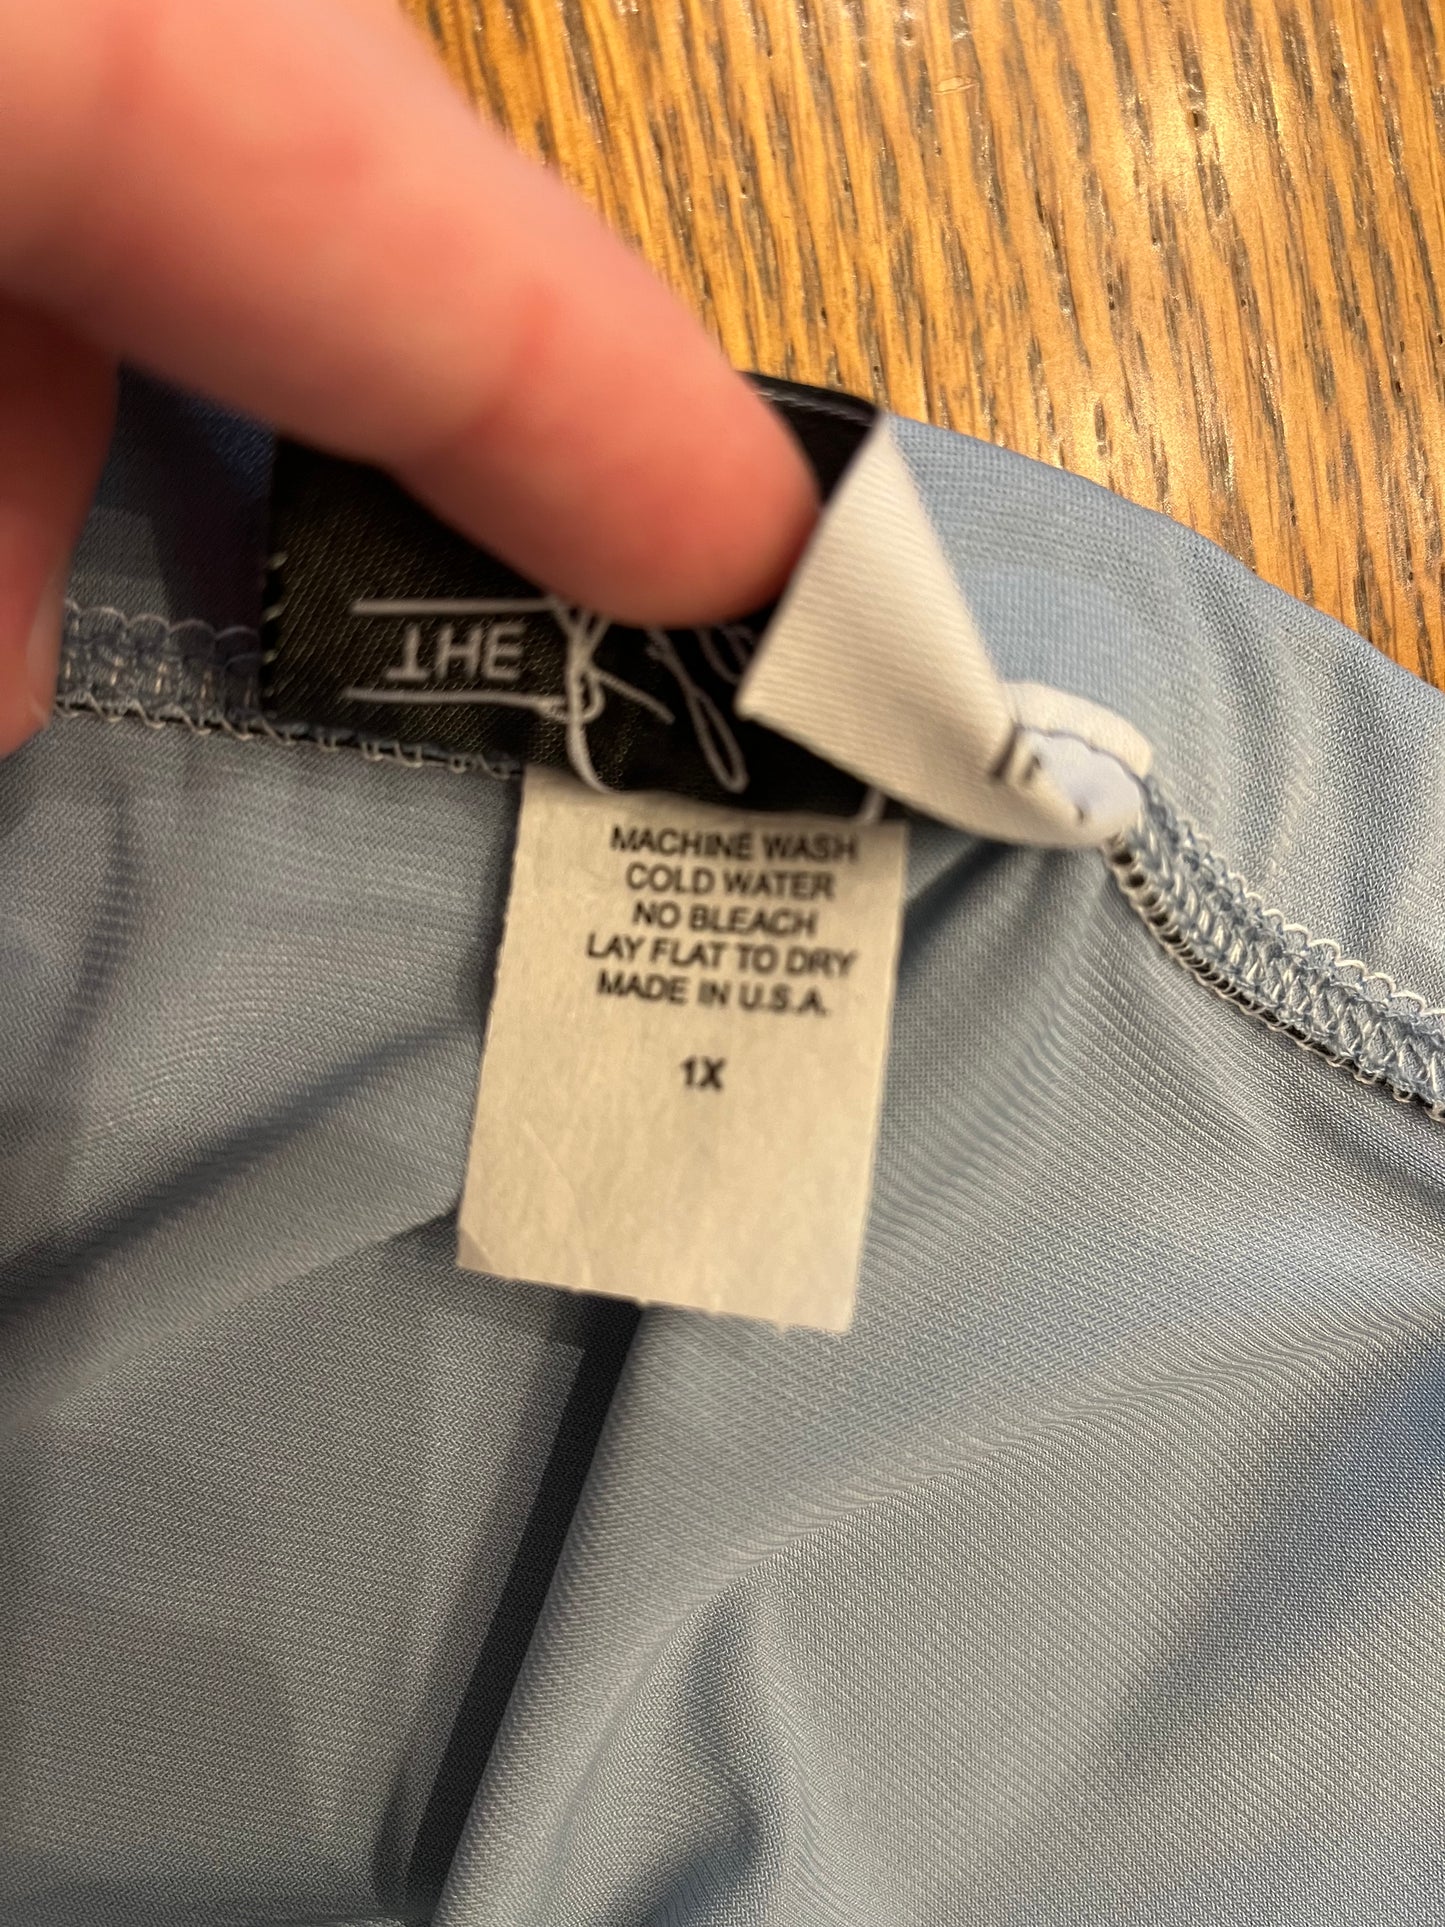 THE
MACHINE WASH
COLD WATER
NO BLEACH
LAY FLAT TO DRY
MADE IN U.S.A.
1X